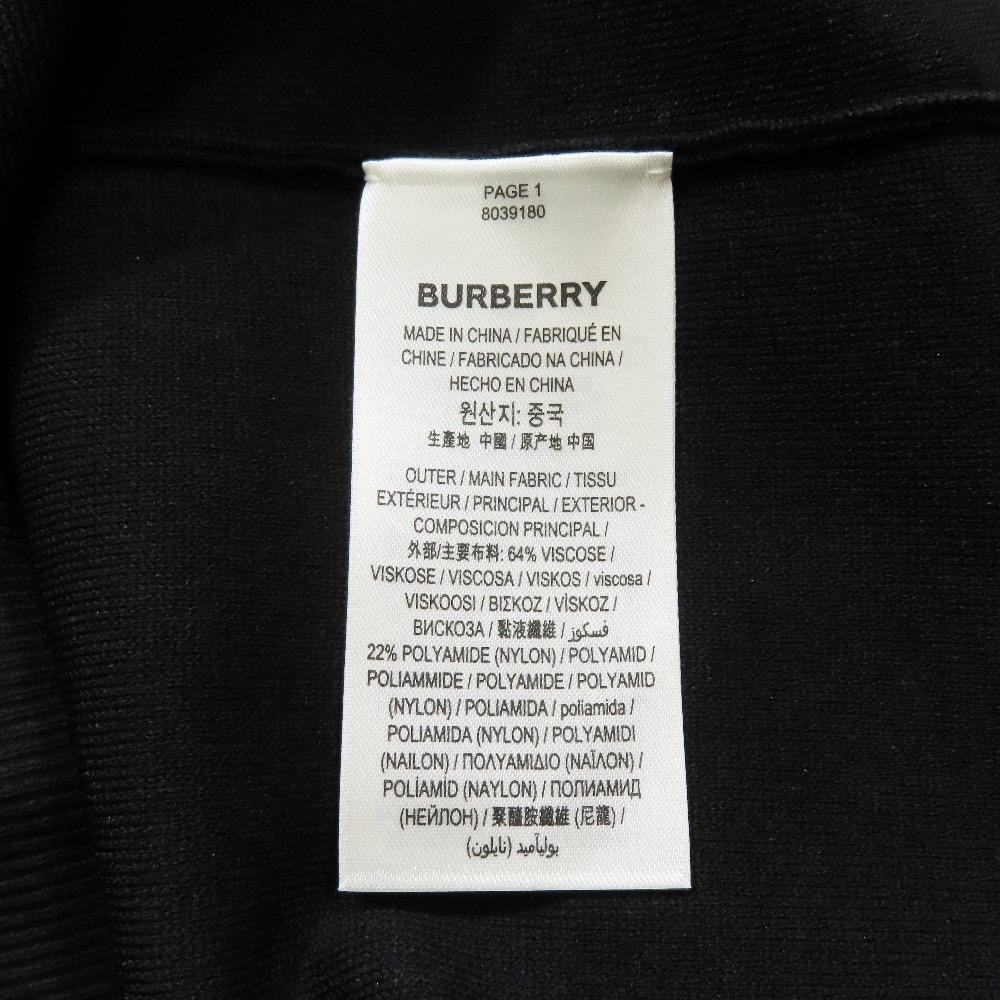 PAGE 1
8039180
BURBERRY
MADE IN CHINA / FABRIQUÉ EN
CHINE / FABRICADO NA CHINA /
HECHO EN CHINA
원산지: 중국
生產地 中國 / 原产地 中国
OUTER / MAIN FABRIC / TISSU
EXTÉRIEUR / PRINCIPAL / EXTERIOR -
COMPOSICION PRINCIPAL /
外部/主要布料: 64% VISCOSE /
VISKOSE / VISCOSA / VISKOS / viscosa /
VISKOOSI / ΒΙΣΚΟΖ / VİSKOZ /
ВИСКОЗА / 黏液纖維 / فسكوز
22% POLYAMIDE (NYLON) / POLYAMID /
POLIAMMIDE / POLYAMIDE / POLYAMID
(NYLON) / POLIAMIDA / poliamida /
POLIAMIDA (NYLON) / POLYAMIDI
(NAILON) / ΠΟΛΥΑΜΙΔΙΟ (ΝΑΪΛΟΝ) /
POLİAMİD (NAYLON) / ПОЛИАМИД
(НЕЙЛОН) / 聚醯胺纖維 (尼龍) /
بوليآميد (نايلون)